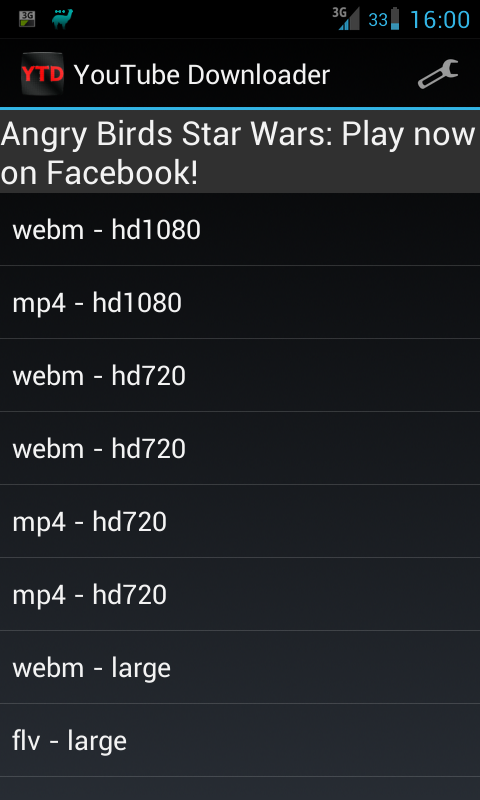 3G 3G 33 16:00
YTD YouTube Downloader
Angry Birds Star Wars: Play now
on Facebook!
webm - hd1080
mp4 - hd1080
webm - hd720
webm - hd720
mp4 - hd720
mp4 - hd720
webm - large
flv - large